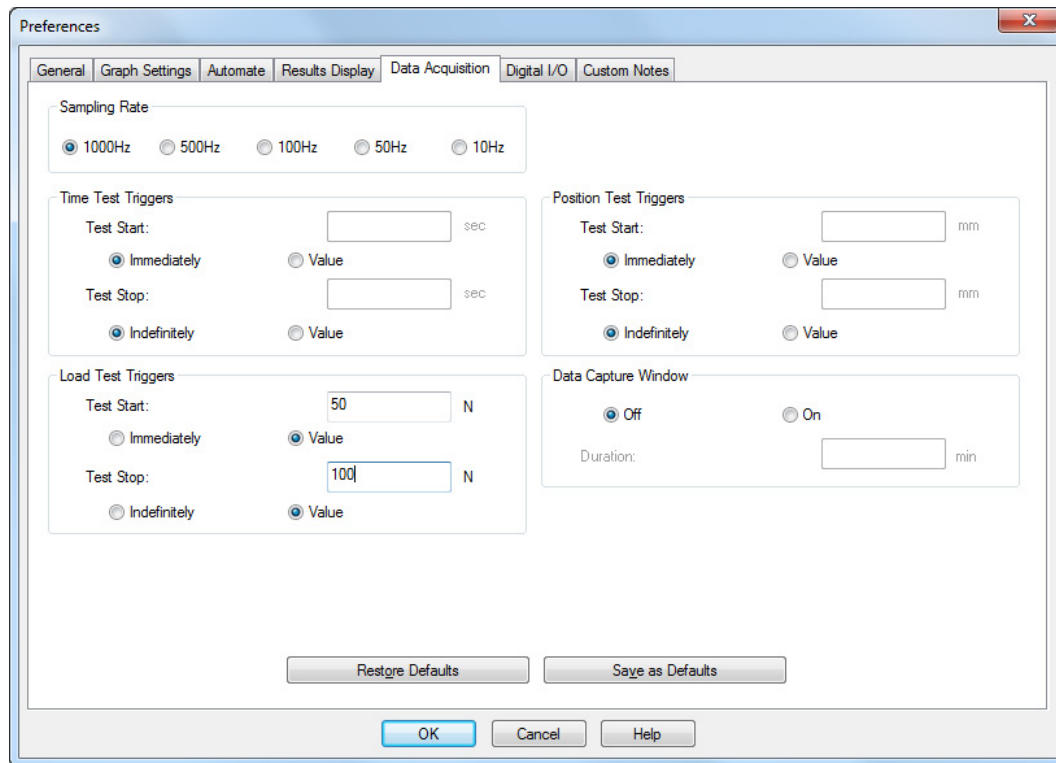 Preferences
General Graph Settings Automate Results Display Data Acquisition Digital I/O Custom Notes
Sampling Rate
1000Hz 500Hz 100Hz 50Hz 10Hz
Time Test Triggers
Test Start: sec
Immediately Value
Test Stop: sec
Indefinitely Value
Position Test Triggers
Test Start: mm
Immediately Value
Test Stop: mm
Indefinitely Value
Load Test Triggers
Test Start: 50 N
Immediately Value
Test Stop: 100 N
Indefinitely Value
Data Capture Window
Off On
Duration: min
Restore Defaults Save as Defaults
OK Cancel Help